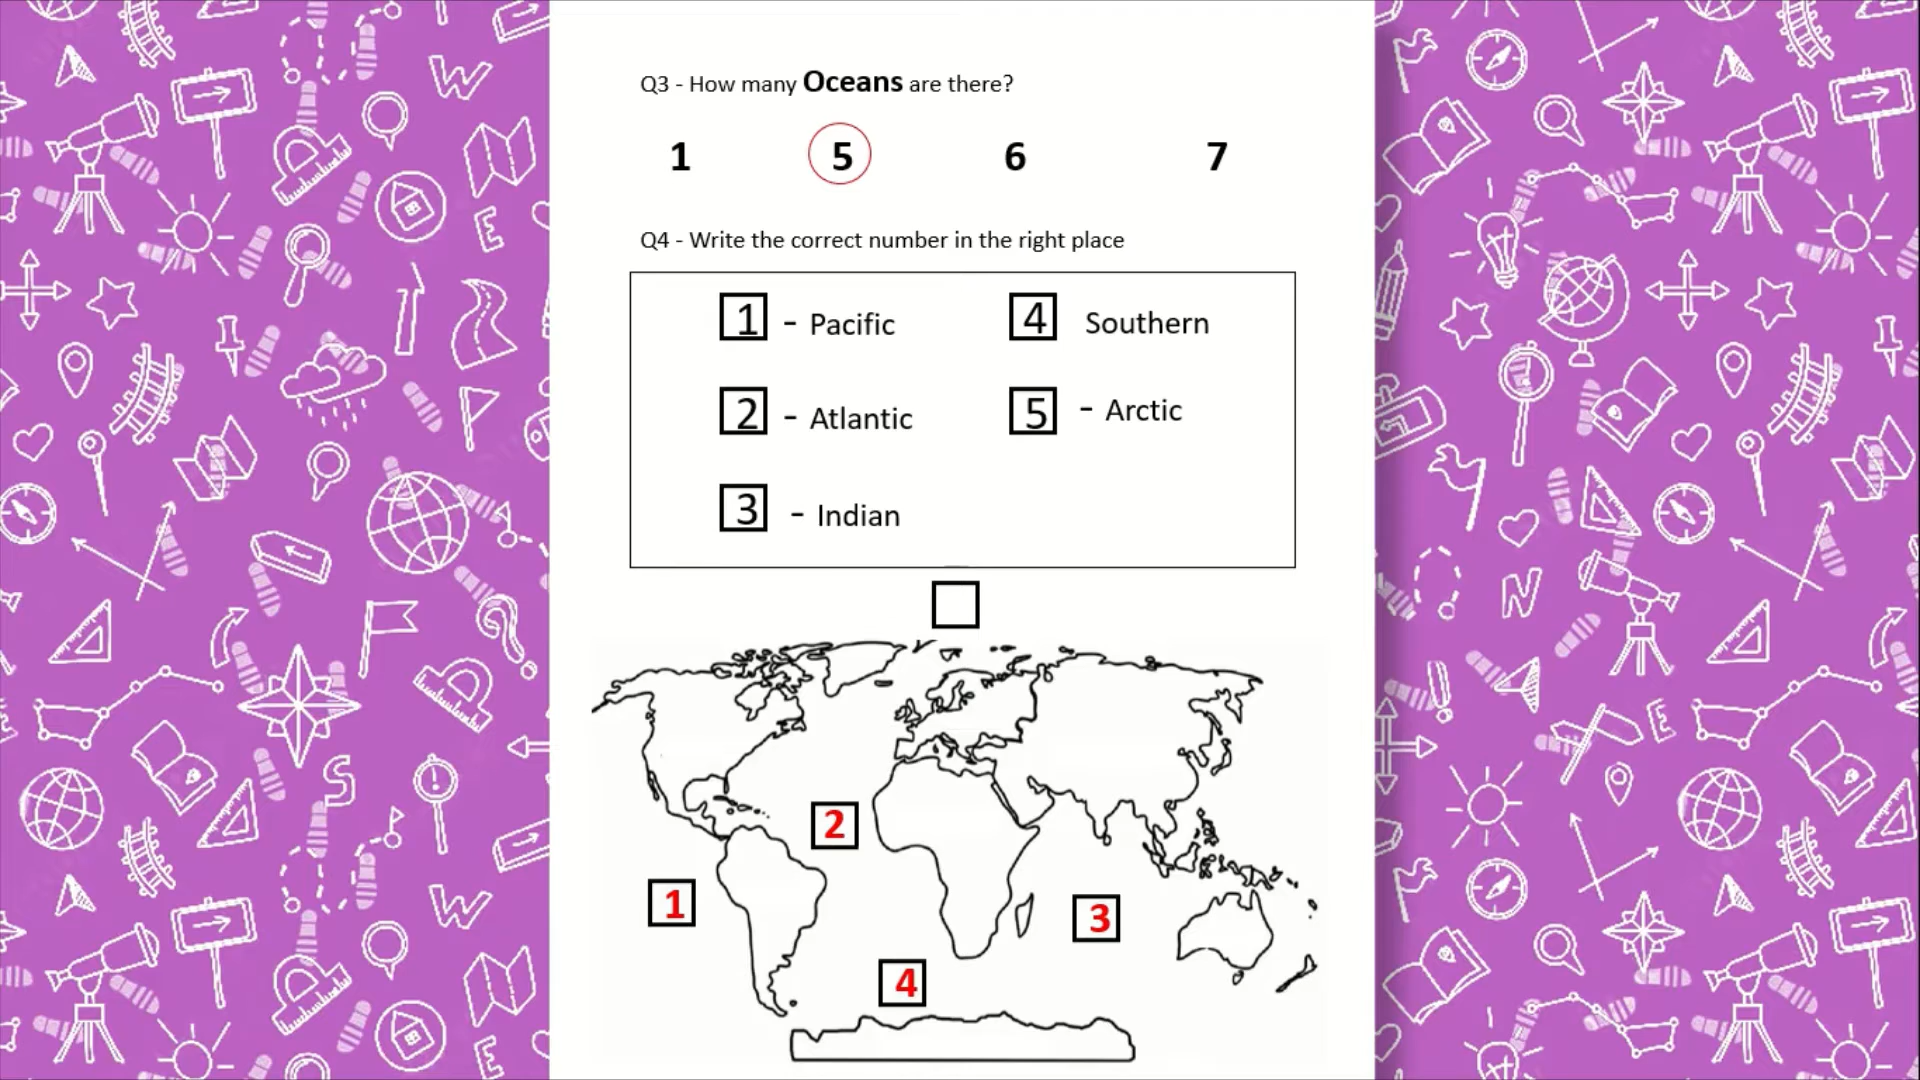 Q3 - How many Oceans are there?
1 5 6 7
Q4 - Write the correct number in the right place
1 - Pacific 4 Southern
2 - Atlantic 5 - Arctic
3 - Indian
2
1
3
4